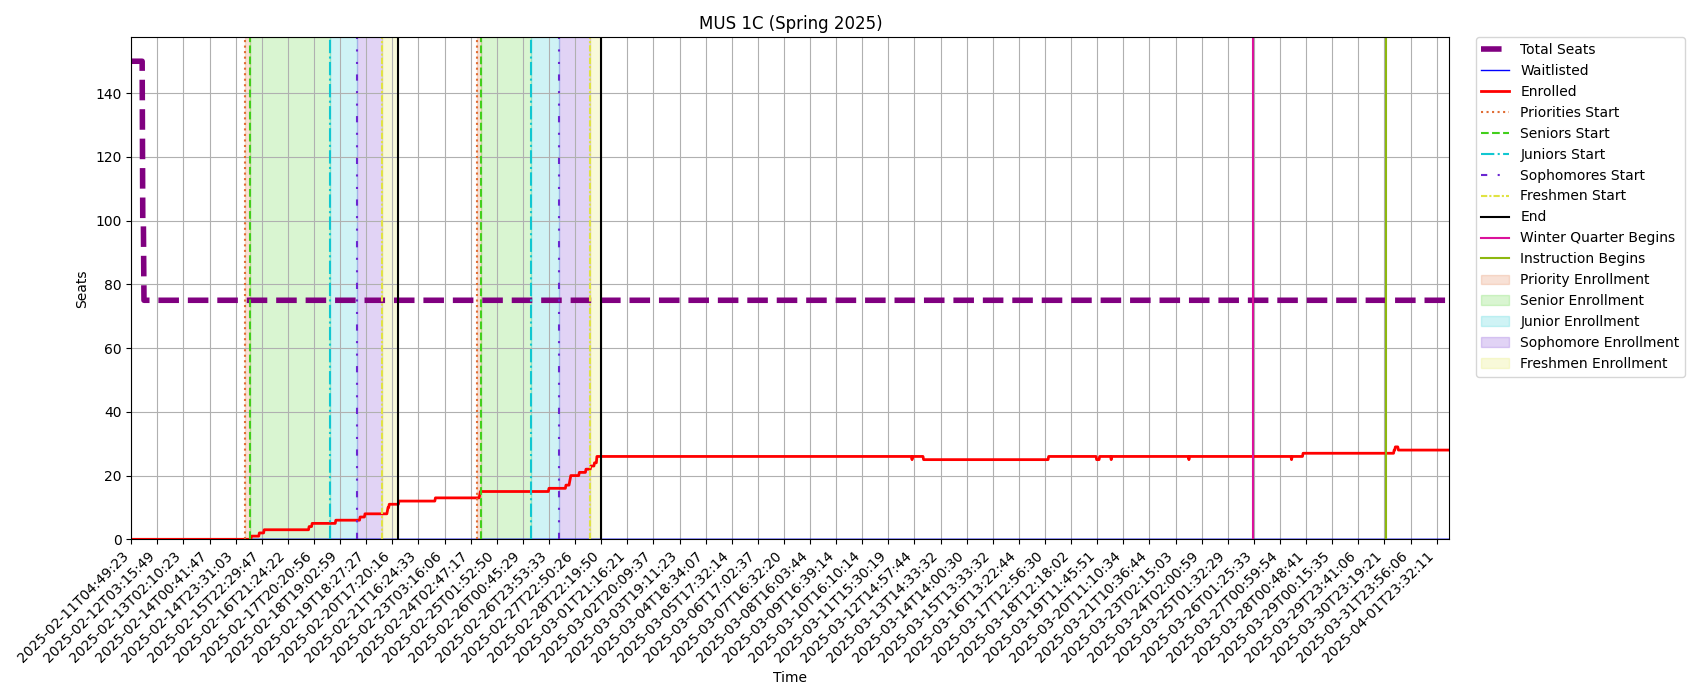 MUS 1C (Spring 2025)
Seats
140
120
100
80
60
40
20
0
2025-02-11T04:49:23
2025-02-12T03:15:49
2025-02-13T02:10:23
2025-02-14T00:41:47
2025-02-14T23:31:03
2025-02-15T22:29:47
2025-02-16T21:24:22
2025-02-17T20:20:56
2025-02-18T19:02:59
2025-02-19T18:27:27
2025-02-20T17:20:16
2025-02-21T16:24:33
2025-02-23T03:16:06
2025-02-24T02:47:17
2025-02-25T01:52:50
2025-02-26T00:45:29
2025-02-26T23:53:33
2025-02-27T22:50:26
2025-02-28T22:19:50
2025-03-01T21:16:21
2025-03-02T20:09:37
2025-03-03T19:11:23
2025-03-04T18:34:07
2025-03-05T17:32:14
2025-03-06T17:02:37
2025-03-07T16:32:20
2025-03-08T16:03:44
2025-03-09T16:39:14
2025-03-10T16:10:14
2025-03-11T15:30:19
2025-03-12T14:57:44
2025-03-13T14:33:32
2025-03-14T14:00:30
2025-03-15T13:33:32
2025-03-16T13:22:44
2025-03-17T12:56:30
2025-03-18T12:18:02
2025-03-19T11:45:51
2025-03-20T11:10:34
2025-03-21T10:36:44
2025-03-23T02:15:03
2025-03-24T02:00:59
2025-03-25T01:32:29
2025-03-26T01:25:33
2025-03-27T00:59:54
2025-03-28T00:48:41
2025-03-29T00:15:35
2025-03-29T23:41:06
2025-03-30T23:19:21
2025-03-31T23:56:06
2025-04-01T23:32:11
Time
Total Seats
Waitlisted
Enrolled
Priorities Start
Seniors Start
Juniors Start
Sophomores Start
Freshmen Start
End
Winter Quarter Begins
Instruction Begins
Priority Enrollment
Senior Enrollment
Junior Enrollment
Sophomore Enrollment
Freshmen Enrollment